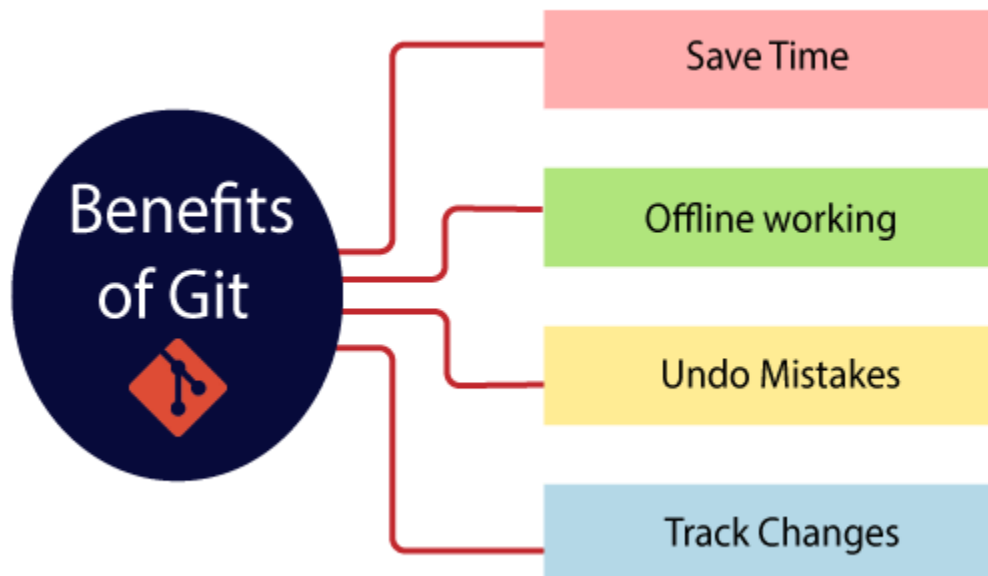 Benefits
of Git
Save Time
Offline working
Undo Mistakes
Track Changes